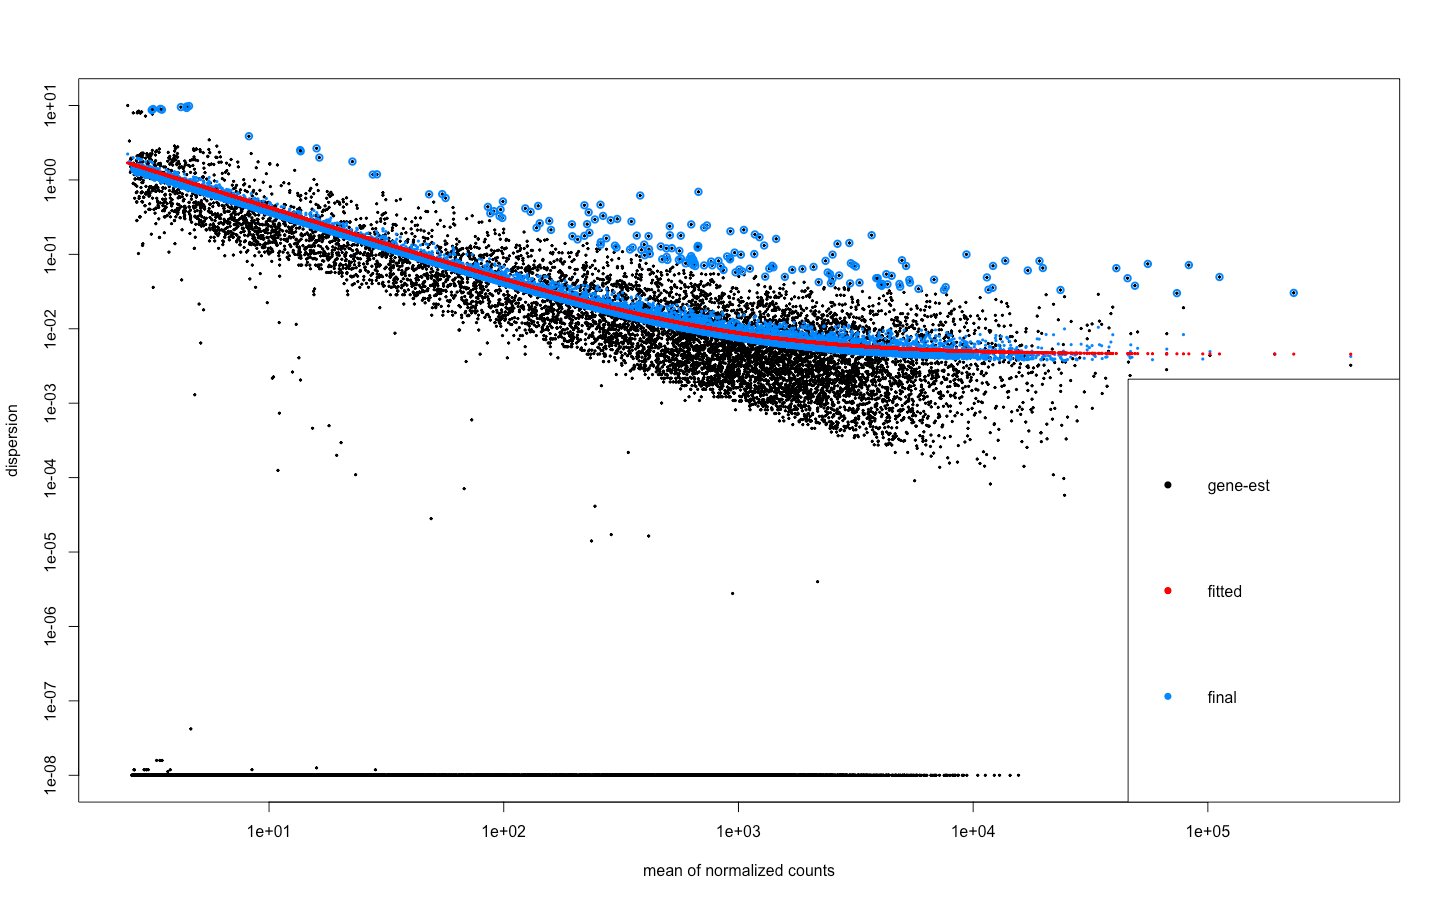 dispersion
1e+01
1e+00
1e-01
1e-02
1e-03
1e-04
1e-05
1e-06
1e-07
1e-08
gene-est
fitted
final
1e+01 1e+02 1e+03 1e+04 1e+05
mean of normalized counts